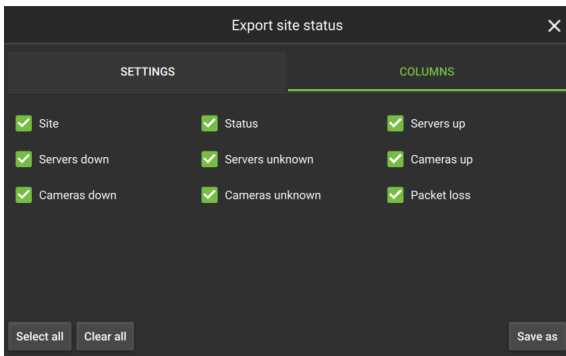 Export site status
SETTINGS COLUMNS
Site Status Servers up
Servers down Servers unknown Cameras up
Cameras down Cameras unknown Packet loss
Select all Clear all Save as